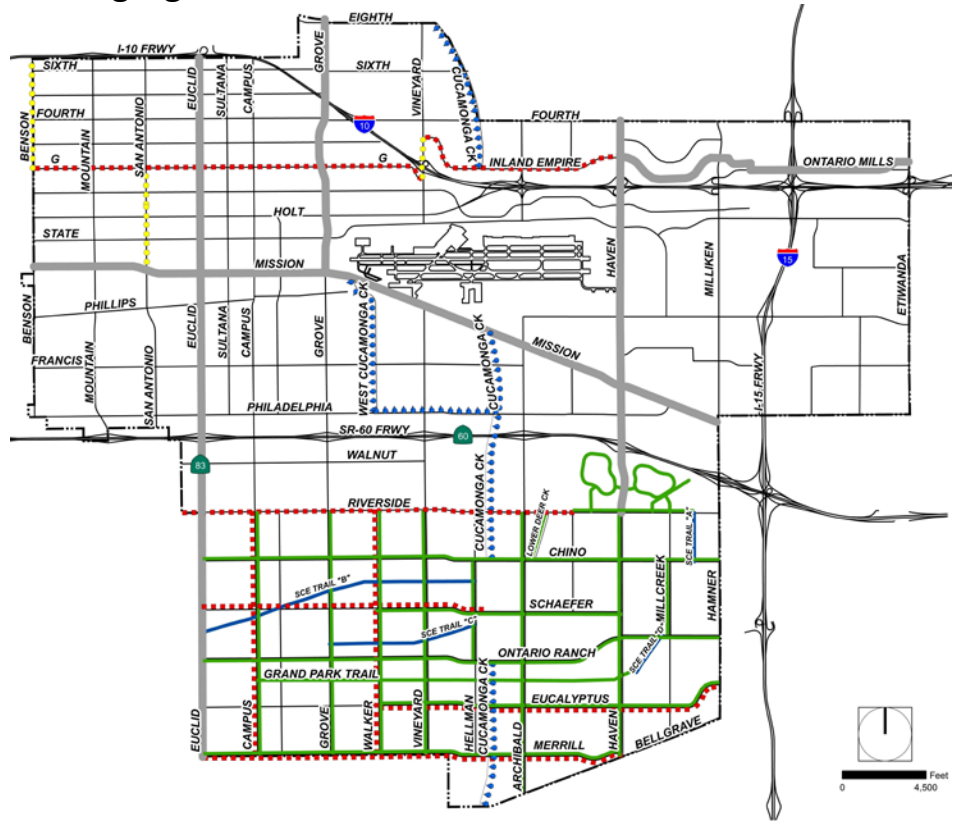 EIGHTH
I-10 FRWY
SIXTH
SIXTH
GROVE
EUCLID
SULTANA
CAMPUS
VINEYARD
CUCAMONGA CK
FOURTH
FOURTH
10
BENSON
MOUNTAIN
SAN ANTONIO
G
G
INLAND EMPIRE
ONTARIO MILLS
HOLT
STATE
HAVEN
MILLIKEN
15
ETIWANDA
MISSION
BENSON
PHILLIPS
EUCLID
SULTANA
CAMPUS
GROVE
WEST CUCAMONGA CK
CUCAMONGA CK
MISSION
FRANCIS
MOUNTAIN
SAN ANTONIO
I-15 FRWY
PHILADELPHIA
SR-60 FRWY
60
WALNUT
83
CUCAMONGA CK
RIVERSIDE
LOWER DEER CK
SCE TRAIL "A"
CUCAMONGA CK
CHINO
SCE TRAIL "B"
MILLCREEK
HAMNER
SCHAEFER
SCE TRAIL "C"
SCE TRAIL "D"
ONTARIO RANCH
GRAND PARK TRAIL
EUCALYPTUS
EUCLID
CAMPUS
GROVE
WALKER
VINEYARD
HELLMAN
CUCAMONGA CK
ARCHIBALD
MERRILL
HAVEN
BELLGRAVE
Feet
0
4,500